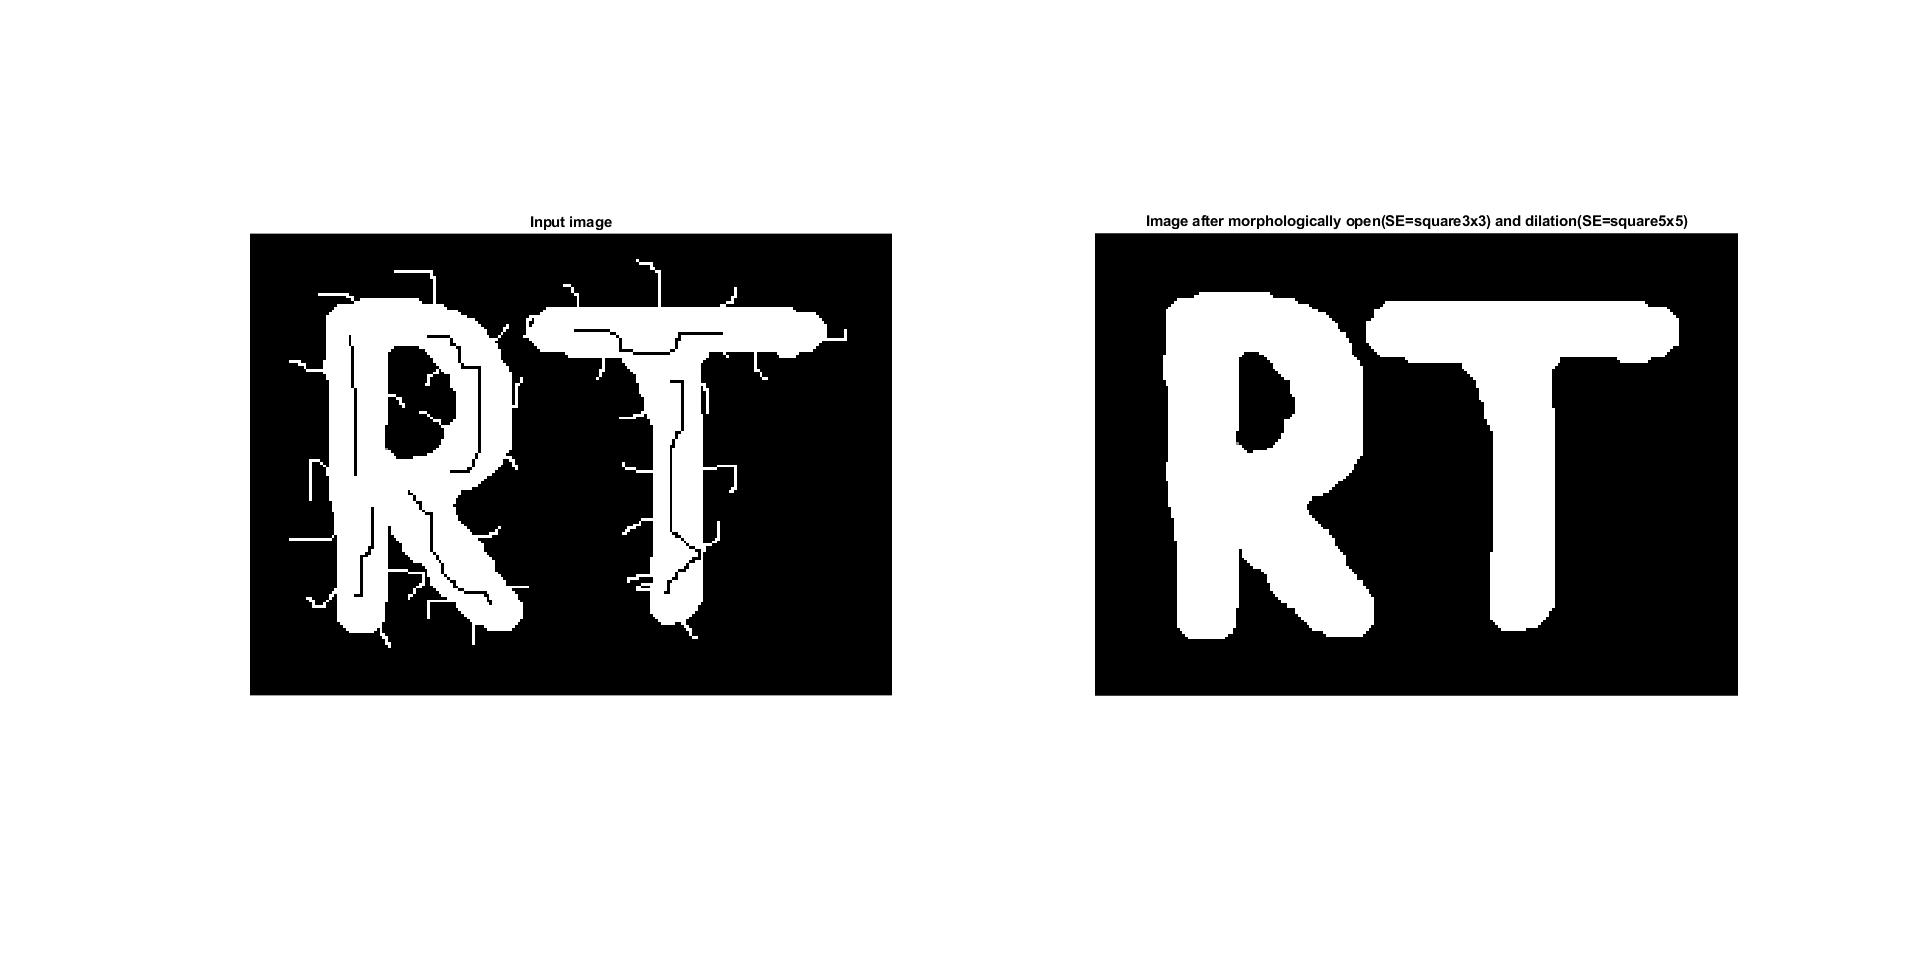 Input image
Image after morphologically open(SE=square3x3) and dilation(SE=square5x5)
RT
RT